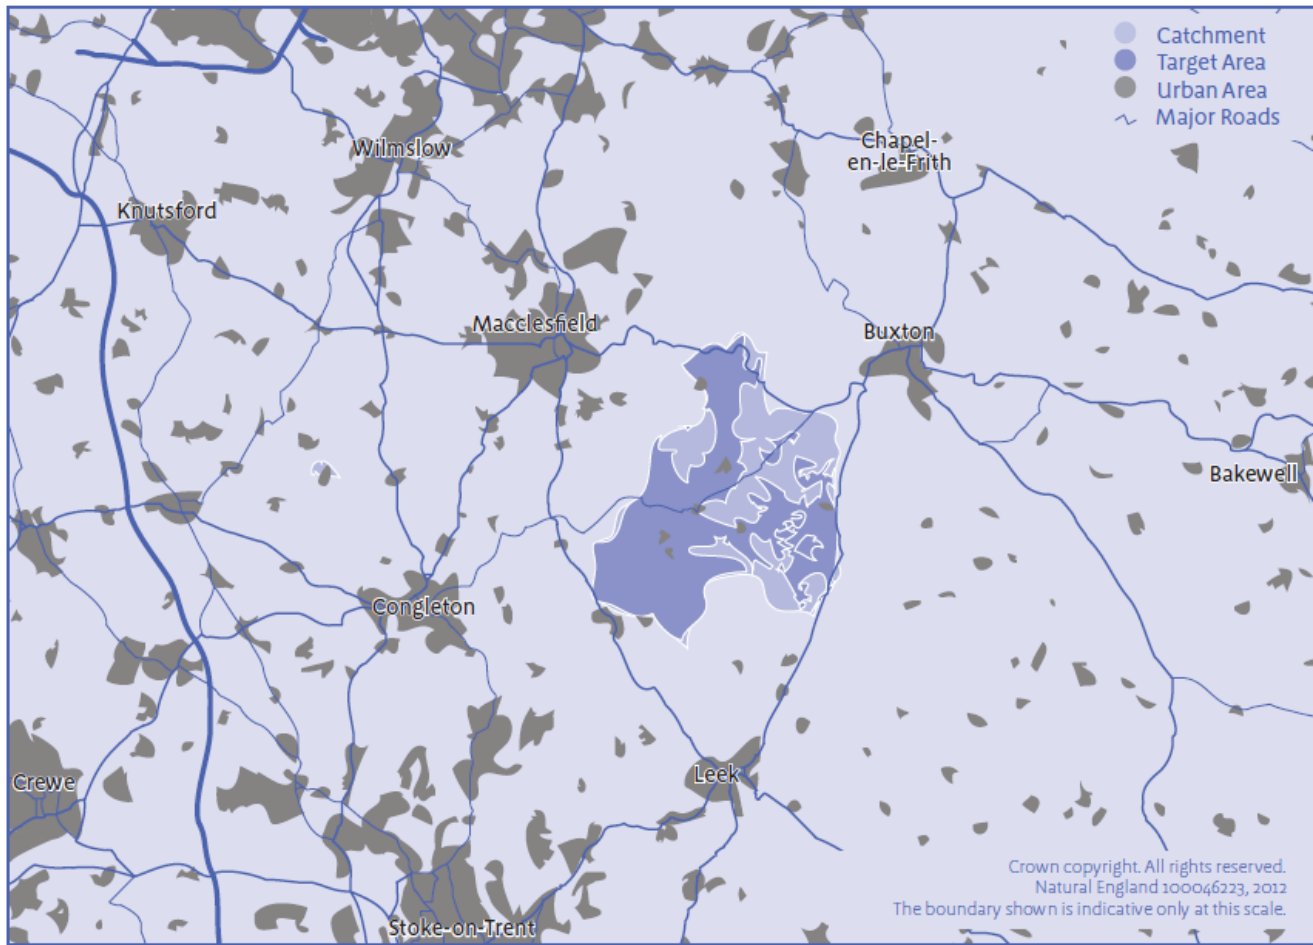 Catchment
Target Area
Urban Area
Major Roads
Chapel-
en-le-Frith
Wilmslow
Knutsford
Macclesfield
Buxton
Bakewell
Congleton
Leek
Crewe
Stoke-on-Trent
Crown copyright. All rights reserved.
Natural England 100046223, 2012
The boundary shown is indicative only at this scale.